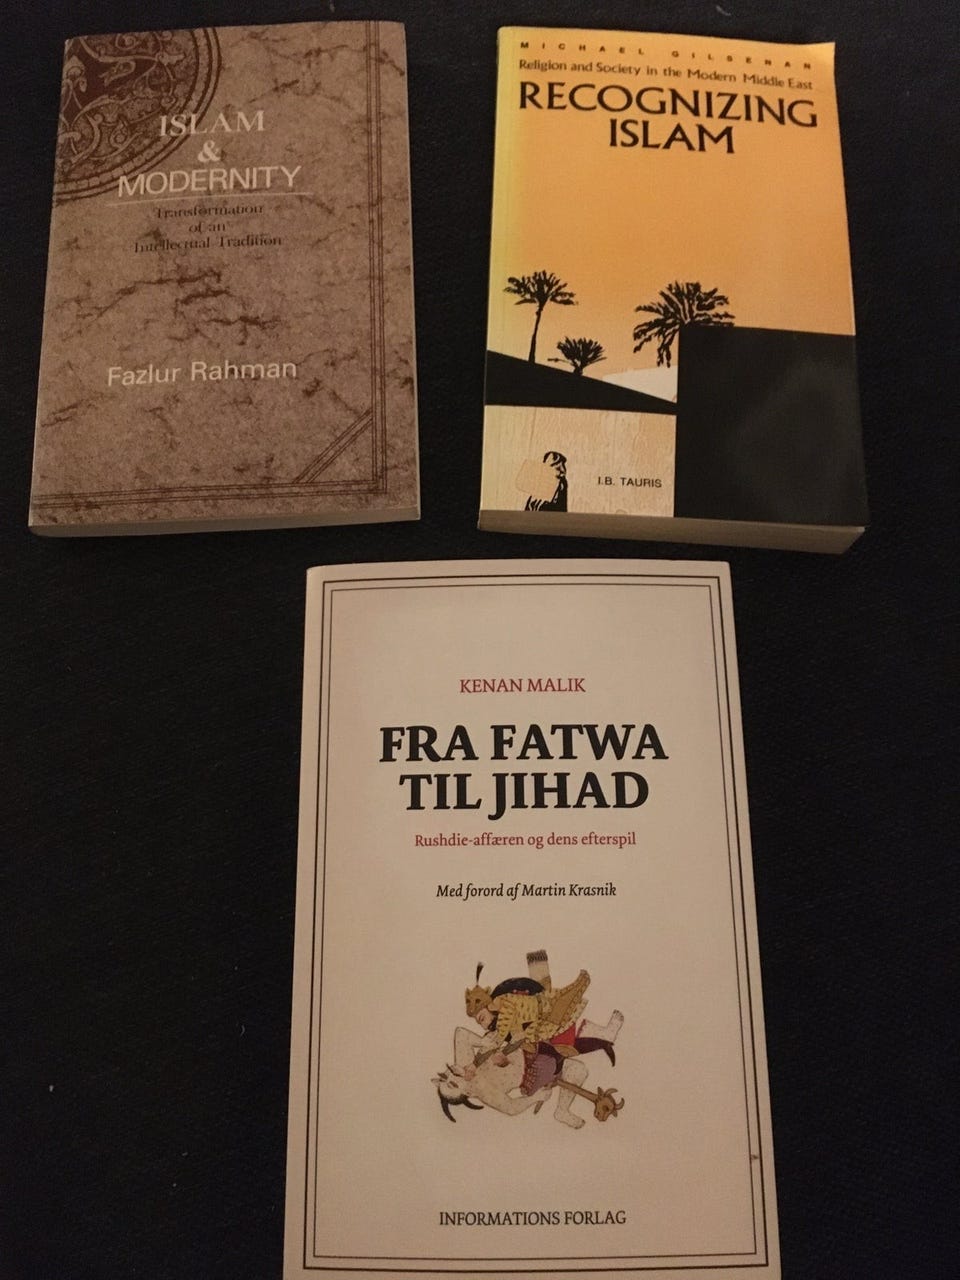 ISLAM
&
MODERNITY
Transformation
of an
Intellectual Tradition
Fazlur Rahman
MICHAEL GILSENAN
Religion and Society in the Modern Middle East
RECOGNIZING
ISLAM
I.B. TAURIS
KENAN MALIK
FRA FATWA
TIL JIHAD
Rushdie-affæren og dens efterspil
Med forord af Martin Krasnik
INFORMATIONS FORLAG